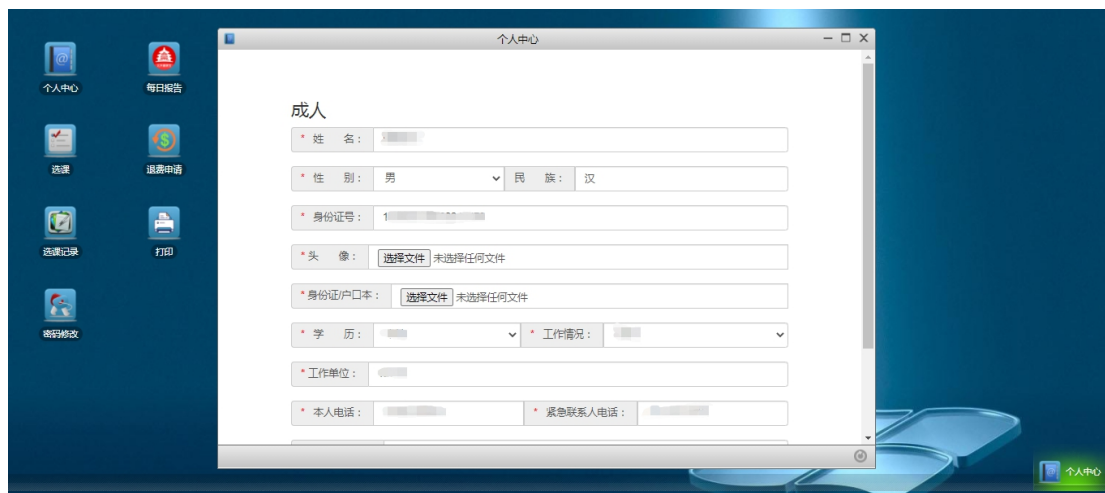 个人中心
个人中心
每日报告
选课
退费申请
选课记录
打印
密码修改
成人
* 姓 名：
* 性 别： 男 民 族： 汉
* 身份证号： 1
* 头 像： 选择文件 未选择任何文件
* 身份证/户口本： 选择文件 未选择任何文件
* 学 历： * 工作情况：
* 工作单位：
* 本人电话： * 紧急联系人电话：
个人中心